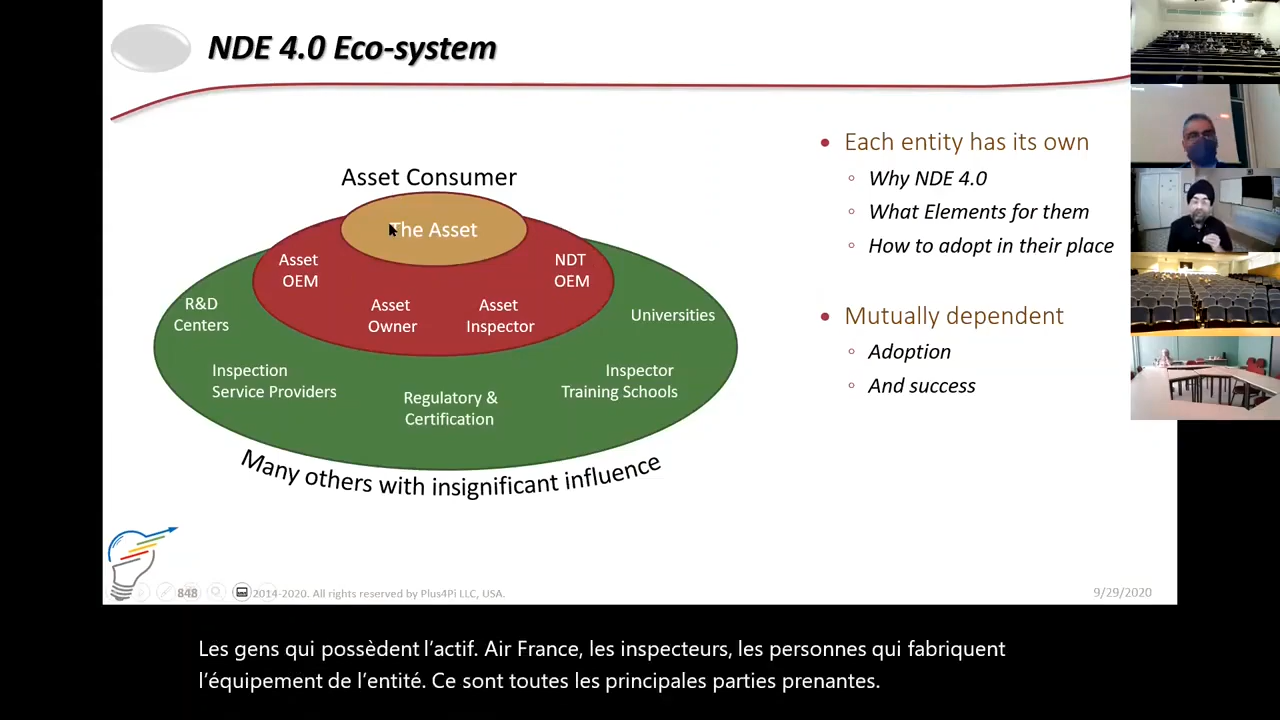 NDE 4.0 Eco-system
Asset Consumer
The Asset
Asset
OEM
NDT
OEM
Asset
Owner
Asset
Inspector
R&D
Centers
Universities
Inspection
Service Providers
Regulatory &
Certification
Inspector
Training Schools
Many others with insignificant influence
Each entity has its own
Why NDE 4.0
What Elements for them
How to adopt in their place
Mutually dependent
Adoption
And success
848
2014-2020. All rights reserved by Plus4Pi LLC, USA.
9/29/2020
Les gens qui possèdent l'actif. Air France, les inspecteurs, les personnes qui fabriquent
l'équipement de l'entité. Ce sont toutes les principales parties prenantes.